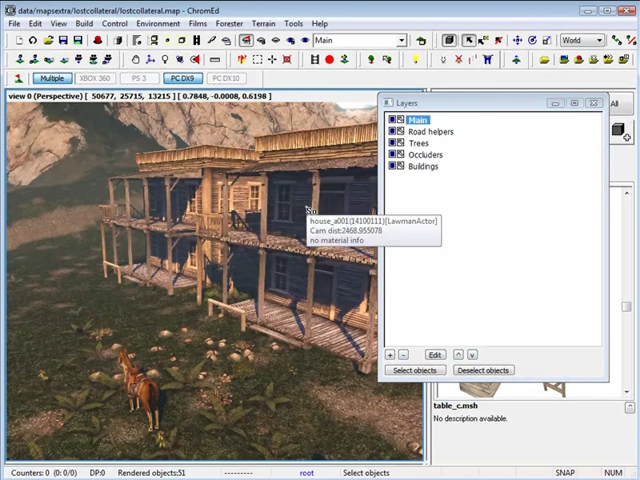 data/mapsextra/lostcollateral/lostcollateral.map - ChromEd
File Edit View Build Control Environment Films Forester Terrain Tools Help
Main
World
Multiple XBOX 360 PS 3 PC DX9 PC DX10
view 0 (Perspective) [ 50677, 25715, 13215] [ 0.7848, -0.0008, 0.6198 ]
Layers
All
Main
Road helpers
Trees
Occluders
Buildings
house_a001(14100111)[LawmanActor]
Cam dist:2468.955078
no material info
+ - Edit ^ v
Select objects Deselect objects
table_c.msh
No description available.
Counters: 0 (0: 0/0) DP:0 Rendered objects:51 --------- root Select objects SNAP NUM